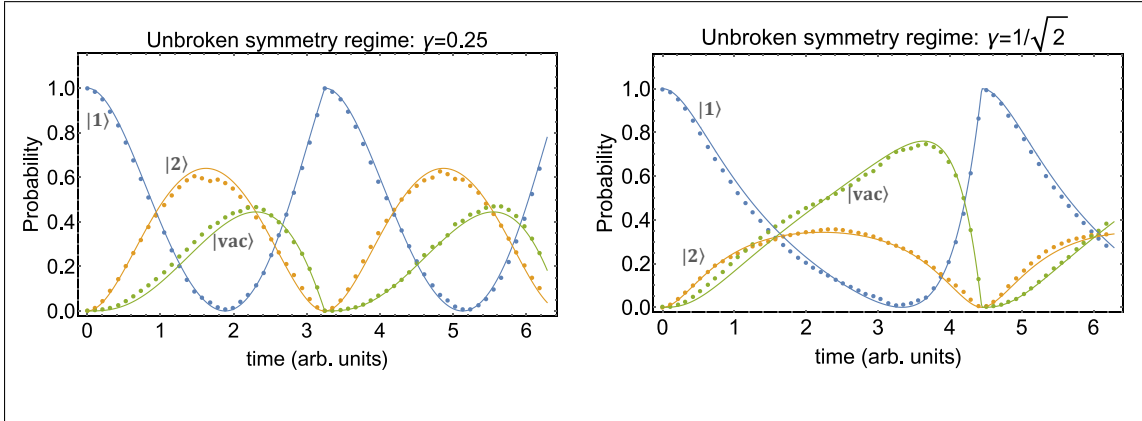 Unbroken symmetry regime: γ=0.25
1.0
0.8
0.6
0.4
0.2
0.0
Probability
|1⟩
|2⟩
|vac⟩
0 1 2 3 4 5 6
time (arb. units)
Unbroken symmetry regime: γ=1/√2
1.0
0.8
0.6
0.4
0.2
0.0
Probability
|1⟩
|vac⟩
|2⟩
0 1 2 3 4 5 6
time (arb. units)